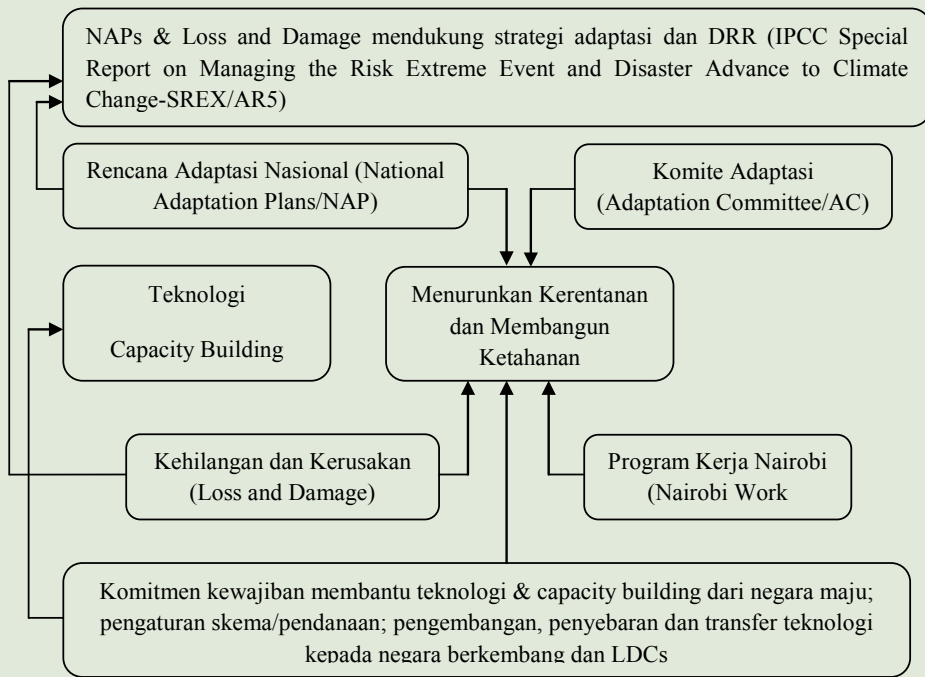 NAPs & Loss and Damage mendukung strategi adaptasi dan DRR (IPCC Special
Report on Managing the Risk Extreme Event and Disaster Advance to Climate
Change-SREX/AR5)
Rencana Adaptasi Nasional (National
Adaptation Plans/NAP)
Komite Adaptasi
(Adaptation Committee/AC)
Teknologi
Capacity Building
Menurunkan Kerentanan
dan Membangun
Ketahanan
Kehilangan dan Kerusakan
(Loss and Damage)
Program Kerja Nairobi
(Nairobi Work
Komitmen kewajiban membantu teknologi & capacity building dari negara maju;
pengaturan skema/pendanaan; pengembangan, penyebaran dan transfer teknologi
kepada negara berkembang dan LDCs